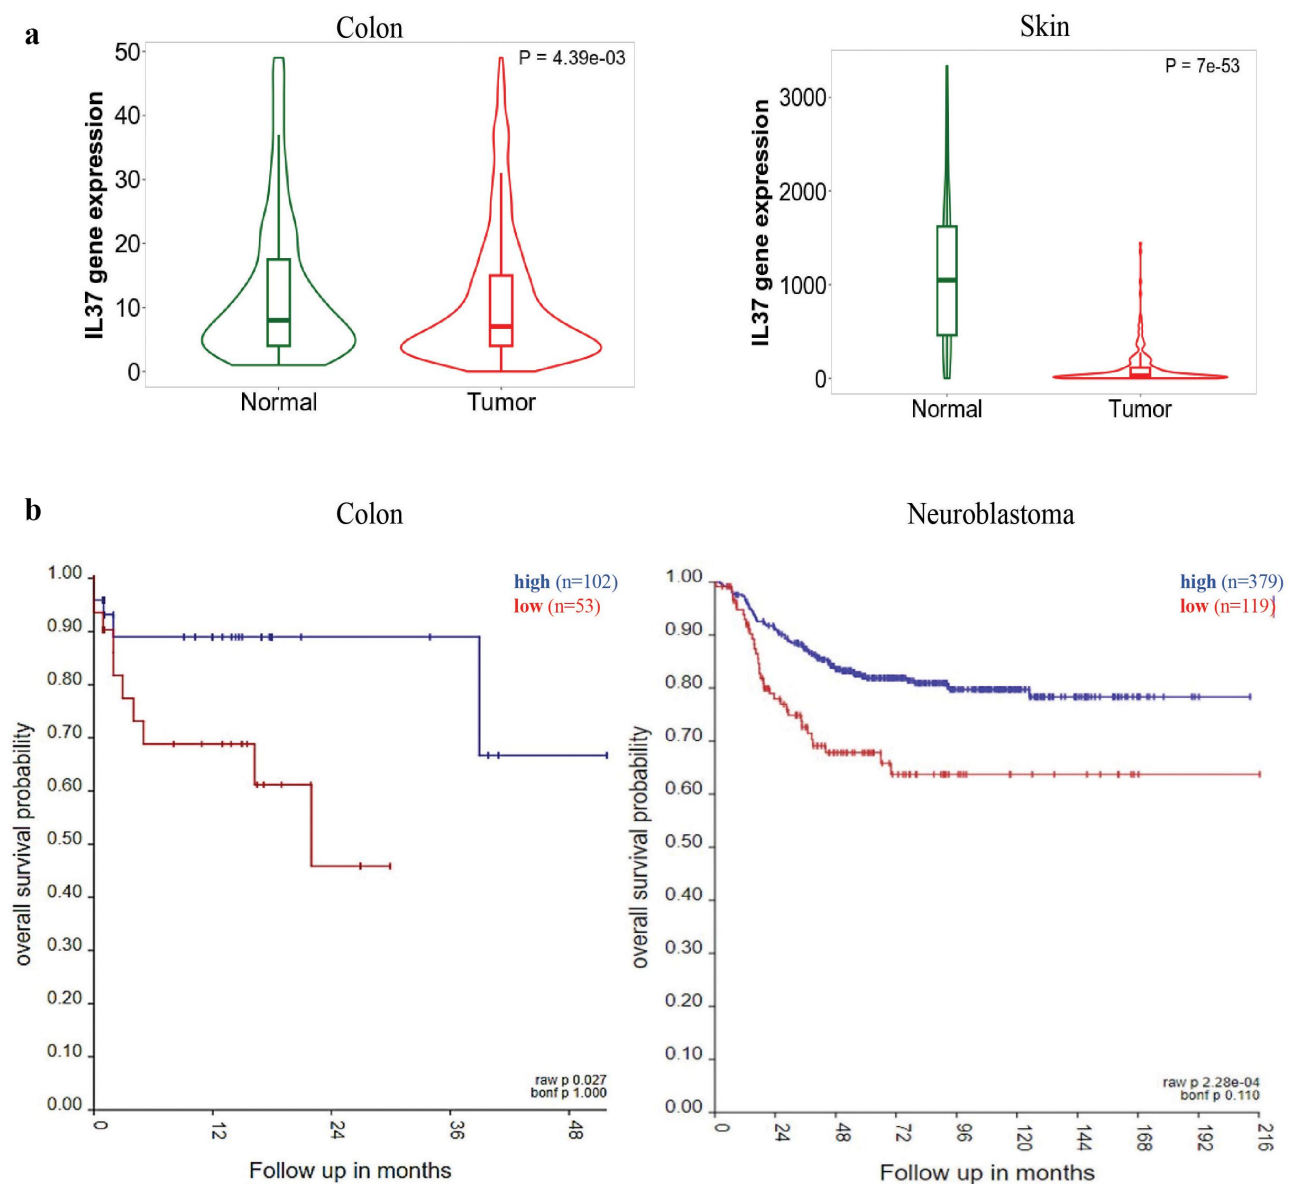 a
Colon
P = 4.39e-03
IL37 gene expression
50
40
30
20
10
0
Normal
Tumor
Skin
P = 7e-53
IL37 gene expression
3000
2000
1000
0
Normal
Tumor
b
Colon
high (n=102)
low (n=53)
overall survival probability
1.00
0.90
0.80
0.70
0.60
0.50
0.40
0.30
0.20
0.10
0.00
raw p 0.027
bonf p 1.000
0
12
24
36
48
Follow up in months
Neuroblastoma
high (n=379)
low (n=119)
overall survival probability
1.00
0.90
0.80
0.70
0.60
0.50
0.40
0.30
0.20
0.10
0.00
raw p 2.28e-04
bonf p 0.110
0
24
48
72
96
120
144
168
192
216
Follow up in months